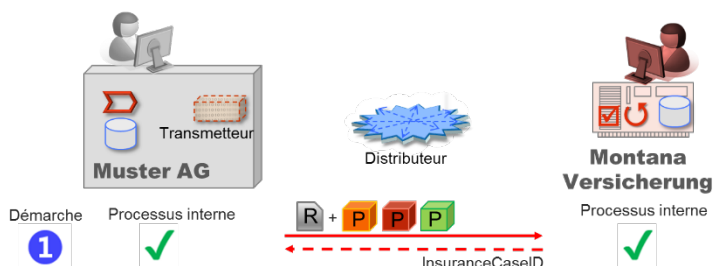 Transmetteur
Muster AG
Distributeur
Montana
Versicherung
Démarche
Processus interne
R + P P P
Processus interne
1
InsuranceCaseID